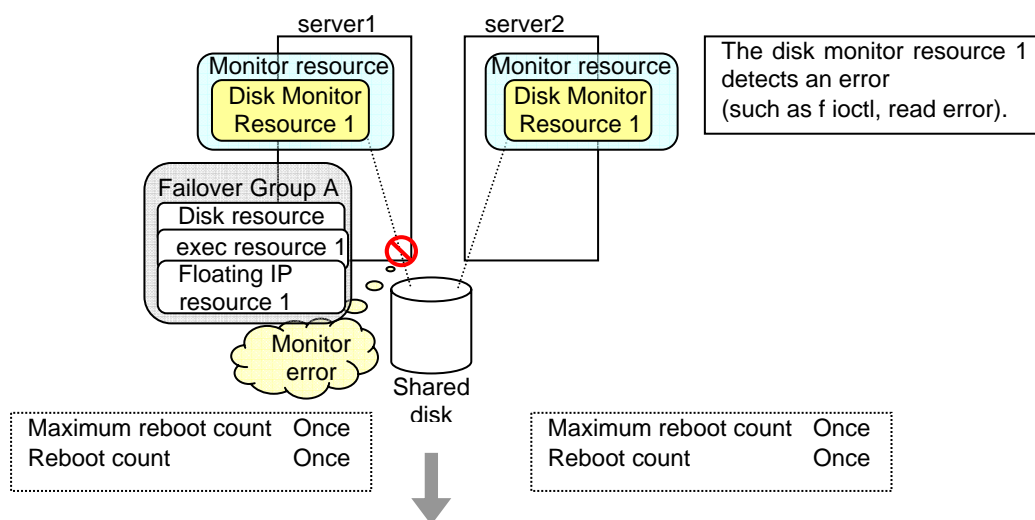 server1
server2
Monitor resource
Disk Monitor
Resource 1
Monitor resource
Disk Monitor
Resource 1
The disk monitor resource 1
detects an error
(such as f ioctl, read error).
Failover Group A
Disk resource
exec resource 1
Floating IP
resource 1
Monitor
error
Shared
disk
Maximum reboot count Once
Reboot count Once
Maximum reboot count Once
Reboot count Once